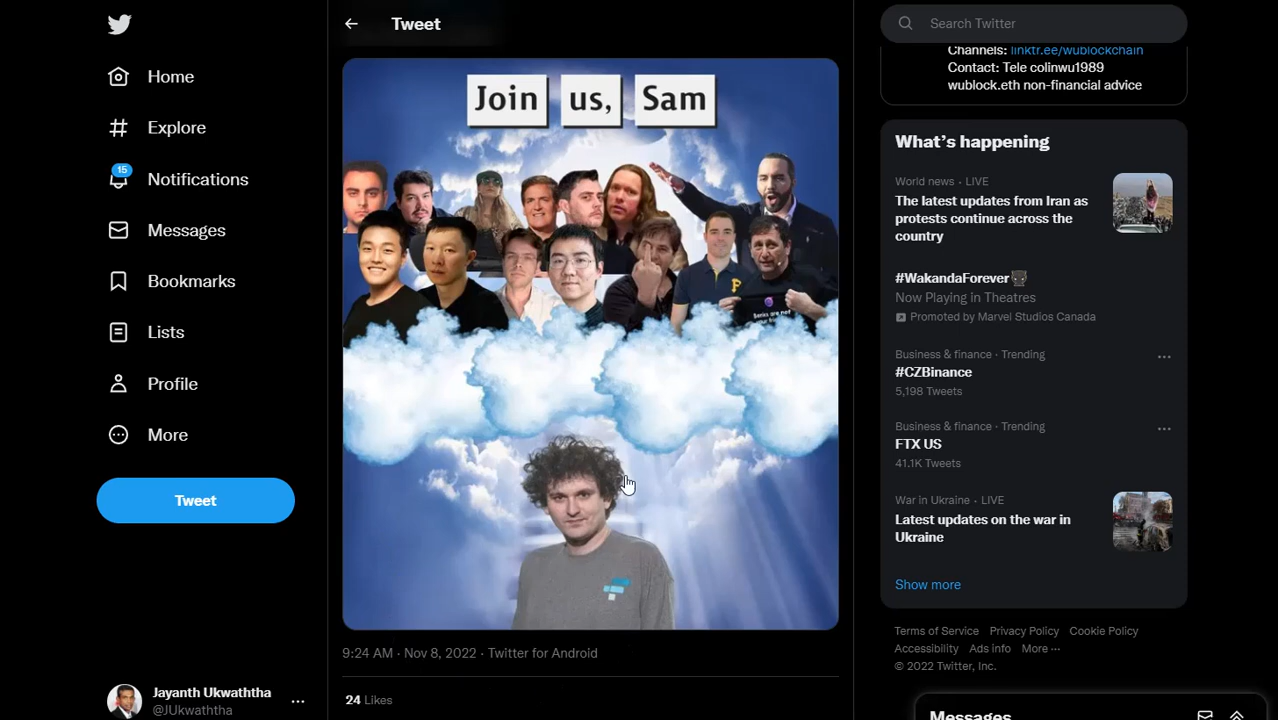 Tweet
Search Twitter
Home
Explore
15
Notifications
Messages
Bookmarks
Lists
Profile
More
Tweet
Jayanth Ukwaththa
@JUkwaththa
Join us, Sam
Banks are not
9:24 AM · Nov 8, 2022 · Twitter for Android
24 Likes
Channels: linktr.ee/wublockchain
Contact: Tele colinwu1989
wublock.eth non-financial advice
What's happening
World news · LIVE
The latest updates from Iran as
protests continue across the
country
#WakandaForever
Now Playing in Theatres
Promoted by Marvel Studios Canada
Business & finance · Trending
#CZBinance
5,198 Tweets
Business & finance · Trending
FTX US
41.1K Tweets
War in Ukraine · LIVE
Latest updates on the war in
Ukraine
Show more
Terms of Service Privacy Policy Cookie Policy
Accessibility Ads info More ···
© 2022 Twitter, Inc.
Messages